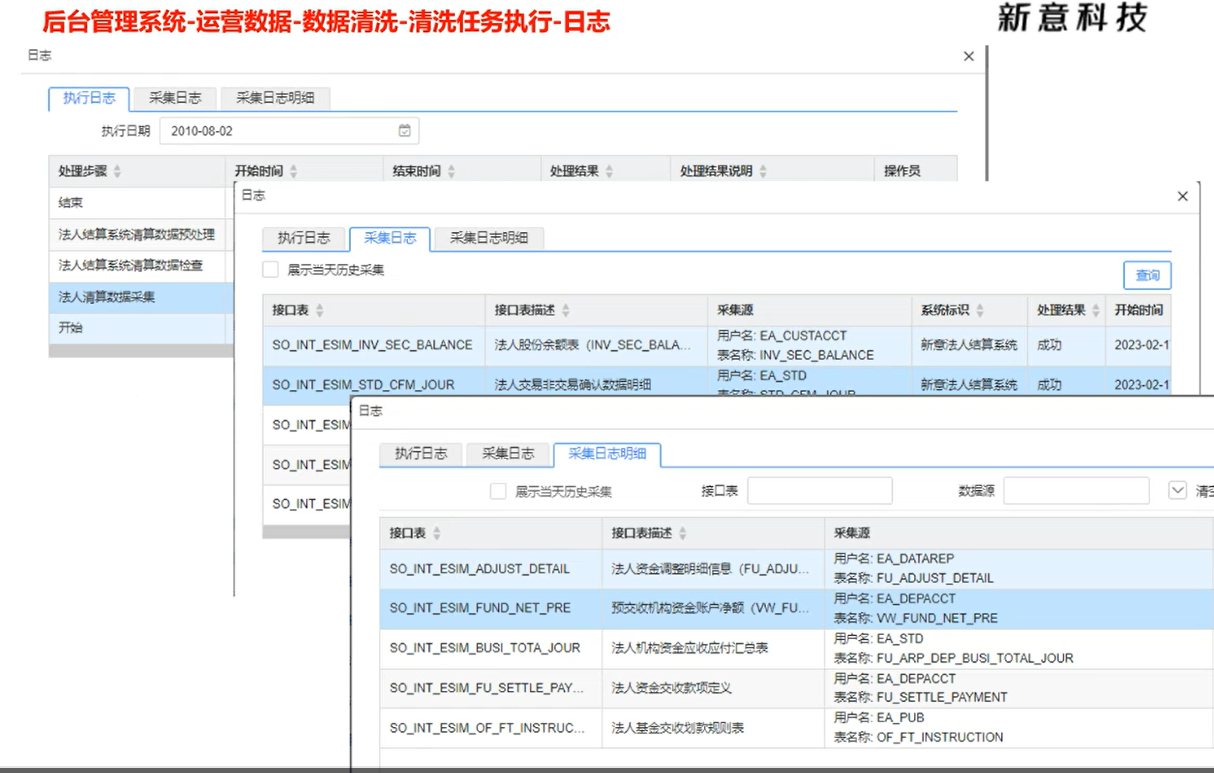 后台管理系统-运营数据-数据清洗-清洗任务执行-日志
新意科技
日志
执行日志 采集日志 采集日志明细
执行日期 2010-08-02
处理步骤 开始时间 结束时间 处理结果 处理结果说明 操作员
结束
法人结算系统清算数据预处理
法人结算系统清算数据检查
法人清算数据采集
开始
日志
执行日志 采集日志 采集日志明细
展示当天历史采集
查询
接口表 接口表描述 采集源 系统标识 处理结果 开始时间
SO_INT_ESIM_INV_SEC_BALANCE 法人股份余额表（INV_SEC_BALA... 用户名: EA_CUSTACCT 新意法人结算系统 成功 2023-02-1
表名称: INV_SEC_BALANCE
SO_INT_ESIM_STD_CFM_JOUR 法人交易非交易确认数据明细 用户名: EA_STD 新意法人结算系统 成功 2023-02-1
表名称: STD_CFM_JOUR
SO_INT_ESIM
SO_INT_ESIM
SO_INT_ESIM
日志
执行日志 采集日志 采集日志明细
展示当天历史采集 接口表 数据源 清空
接口表 接口表描述 采集源
SO_INT_ESIM_ADJUST_DETAIL 法人资金调整明细信息（FU_ADJU... 用户名: EA_DATAREP
表名称: FU_ADJUST_DETAIL
SO_INT_ESIM_FUND_NET_PRE 预交收机构资金账户净额（VW_FU... 用户名: EA_DEPACCT
表名称: VW_FUND_NET_PRE
SO_INT_ESIM_BUSI_TOTA_JOUR 法人机构资金应收应付汇总表 用户名: EA_STD
表名称: FU_ARP_DEP_BUSI_TOTAL_JOUR
SO_INT_ESIM_FU_SETTLE_PAY... 法人资金交收款项定义 用户名: EA_DEPACCT
表名称: FU_SETTLE_PAYMENT
SO_INT_ESIM_OF_FT_INSTRUC... 法人基金交收划款规则表 用户名: EA_PUB
表名称: OF_FT_INSTRUCTION